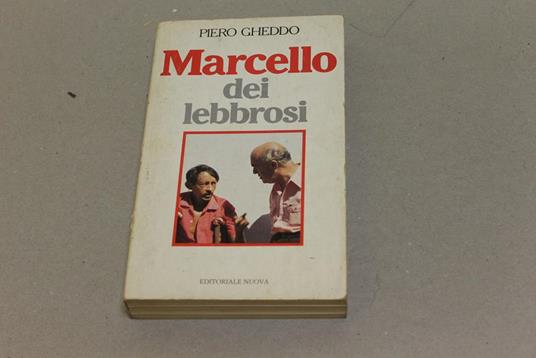 PIERO GHEDDO
Marcello
dei
lebbrosi
EDITORIALE NUOVA